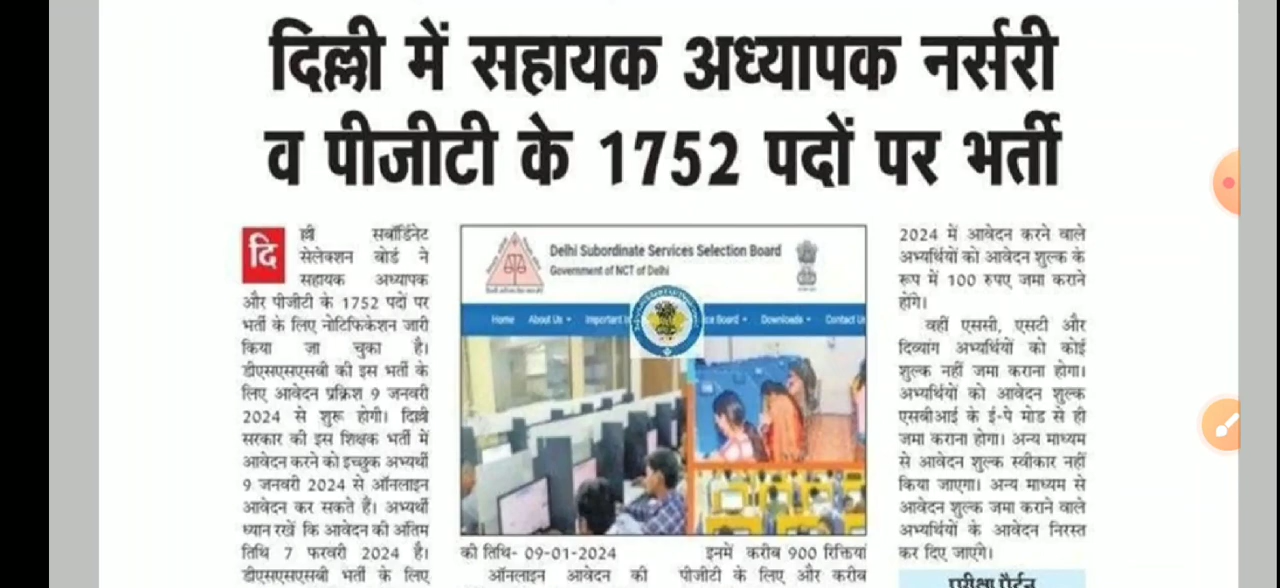 दिल्ली में सहायक अध्यापक नर्सरी
व पीजीटी के 1752 पदों पर भर्ती
दिल्ली सबॉर्डिनेट
सेलेक्शन बोर्ड ने
सहायक अध्यापक
और पीजीटी के 1752 पदों पर
भर्ती के लिए नोटिफिकेशन जारी
किया जा चुका है।
डीएसएसएसबी की इस भर्ती के
लिए आवेदन प्रक्रिश 9 जनवरी
2024 से शुरू होगी। दिल्ली
सरकार की इस शिक्षक भर्ती में
आवेदन करने को इच्छुक अभ्यर्थी
9 जनवरी 2024 से ऑनलाइन
आवेदन कर सकते हैं। अभ्यर्थी
ध्यान रखें कि आवेदन की अंतिम
तिथि 7 फरवरी 2024 है।
डीएसएसएसबी भर्ती के लिए
Delhi Subordinate Services Selection Board
Government of NCT of Delhi
Home About Us Important ce Board Downloads Contact Us
की तिथि- 09-01-2024
ऑनलाइन आवेदन की
इनमें करीब 900 रिक्तियां
पीजीटी के लिए और करीब
2024 में आवेदन करने वाले
अभ्यर्थियों को आवेदन शुल्क के
रूप में 100 रुपए जमा कराने
होंगे।
वहीं एससी, एसटी और
दिव्यांग अभ्यर्थियों को कोई
शुल्क नहीं जमा कराना होगा।
अभ्यर्थियों को आवेदन शुल्क
एसबीआई के ई-पे मोड से ही
जमा कराना होगा। अन्य माध्यम
से आवेदन शुल्क स्वीकार नहीं
किया जाएगा। अन्य माध्यम से
आवेदन शुल्क जमा कराने वाले
अभ्यर्थियों के आवेदन निरस्त
कर दिए जाएंगे।
परीक्षा पैटर्न